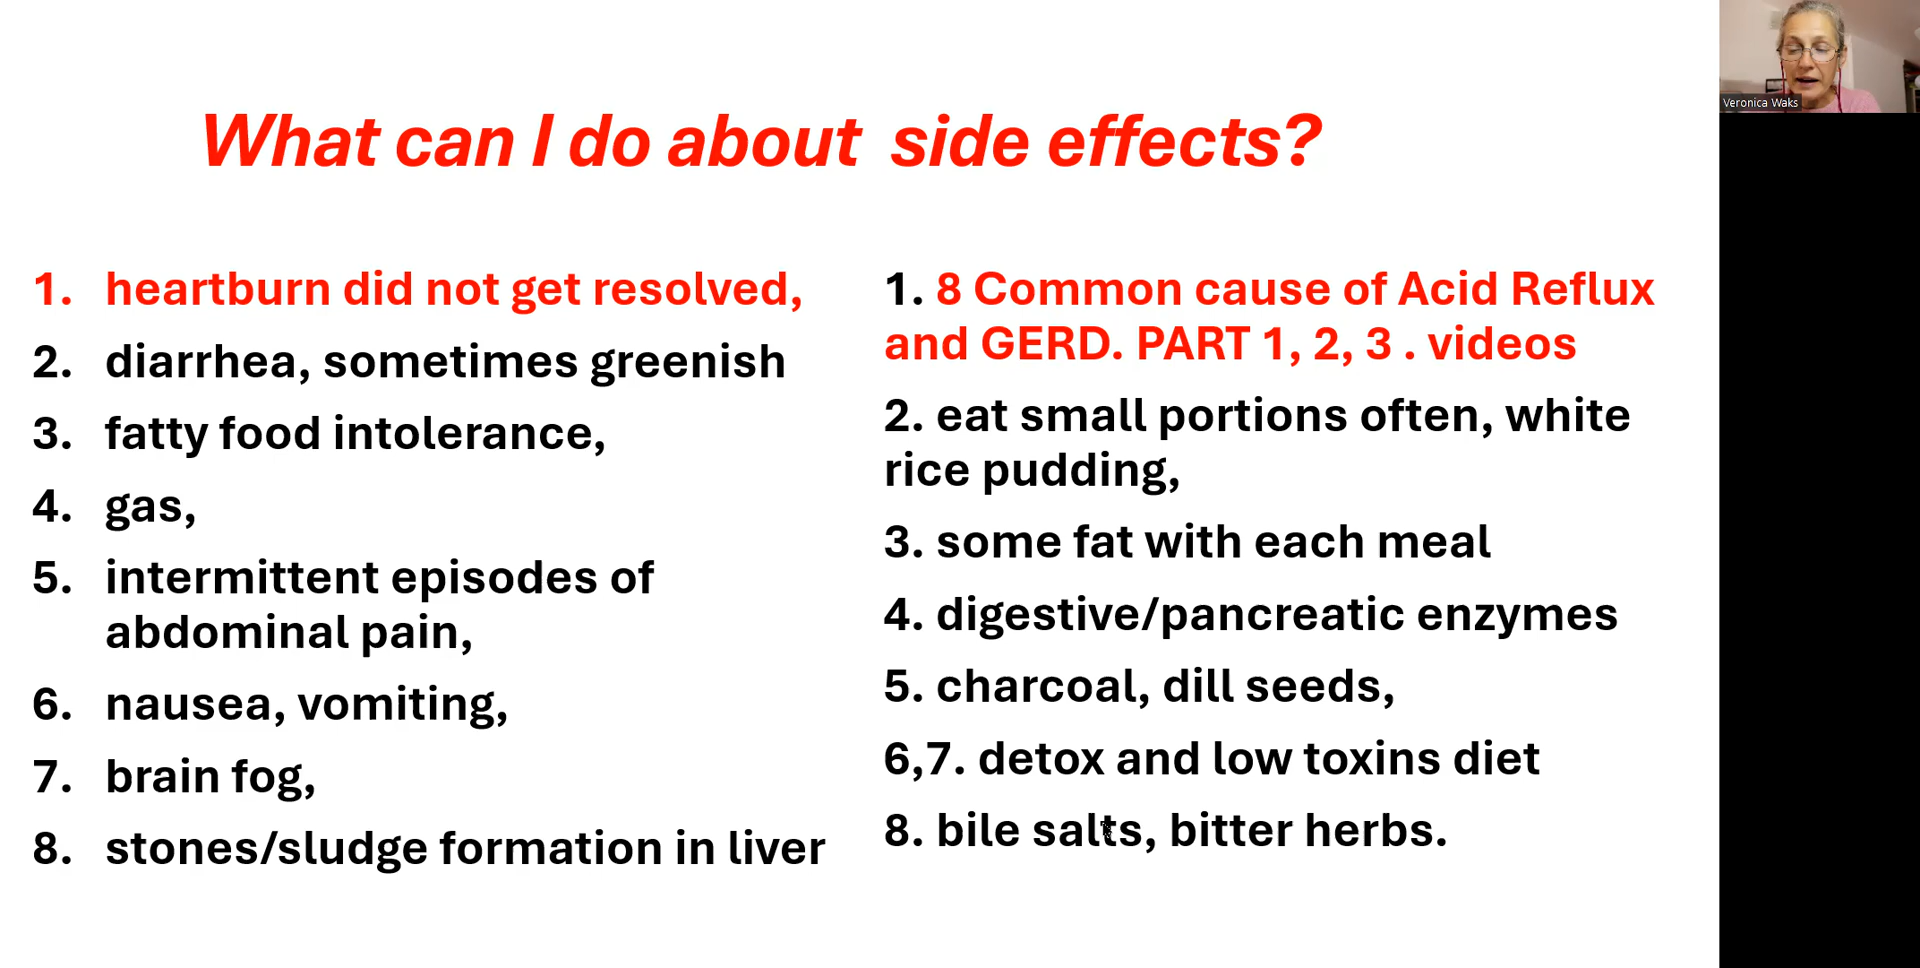 What can I do about side effects?
1. heartburn did not get resolved,
2. diarrhea, sometimes greenish
3. fatty food intolerance,
4. gas,
5. intermittent episodes of
abdominal pain,
6. nausea, vomiting,
7. brain fog,
8. stones/sludge formation in liver
1. 8 Common cause of Acid Reflux
and GERD. PART 1, 2, 3 . videos
2. eat small portions often, white
rice pudding,
3. some fat with each meal
4. digestive/pancreatic enzymes
5. charcoal, dill seeds,
6,7. detox and low toxins diet
8. bile salts, bitter herbs.
Veronica Waks